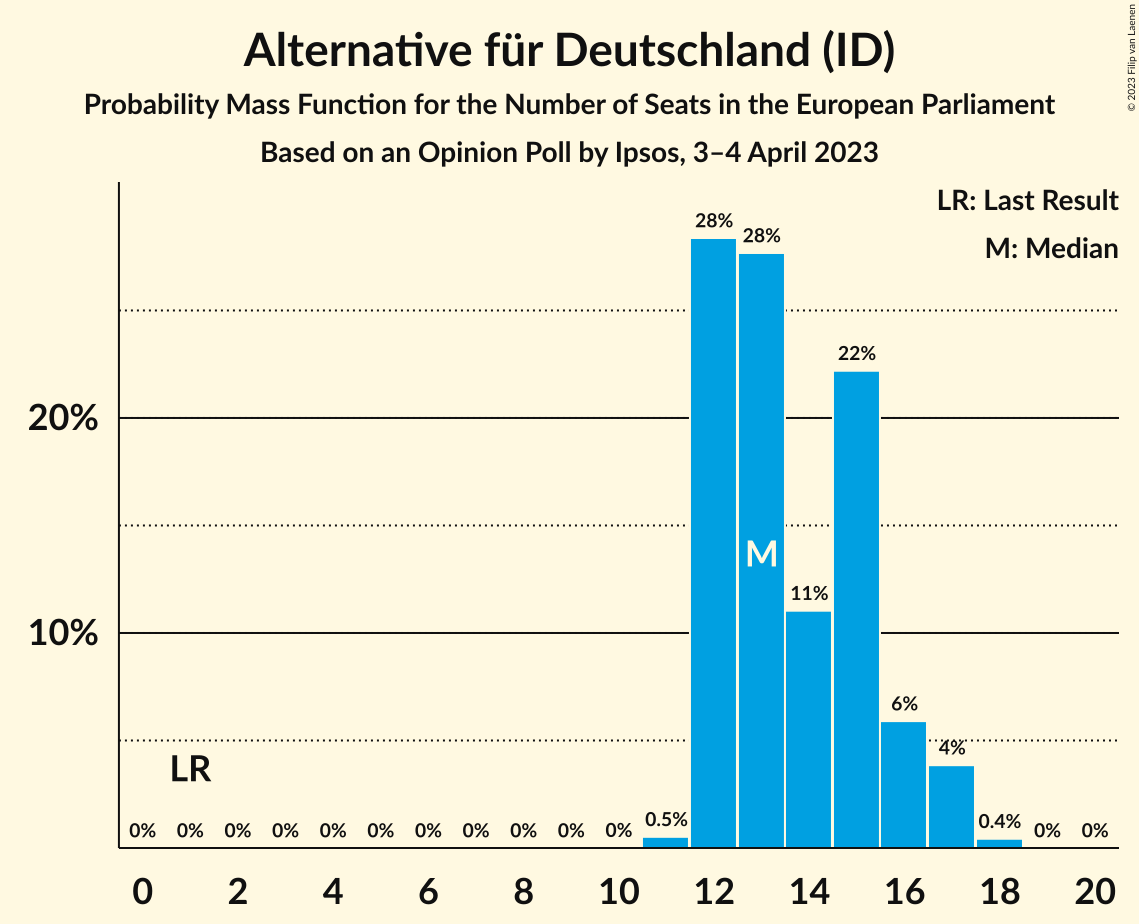 Alternative für Deutschland (ID)
Probability Mass Function for the Number of Seats in the European Parliament
Based on an Opinion Poll by Ipsos, 3–4 April 2023
© 2023 Filip van Laenen
LR: Last Result
M: Median
28%
28%
22%
20%
M
11%
10%
6%
4%
LR
0% 0% 0% 0% 0% 0% 0% 0% 0% 0% 0% 0.5% 0.4% 0% 0%
0 2 4 6 8 10 12 14 16 18 20